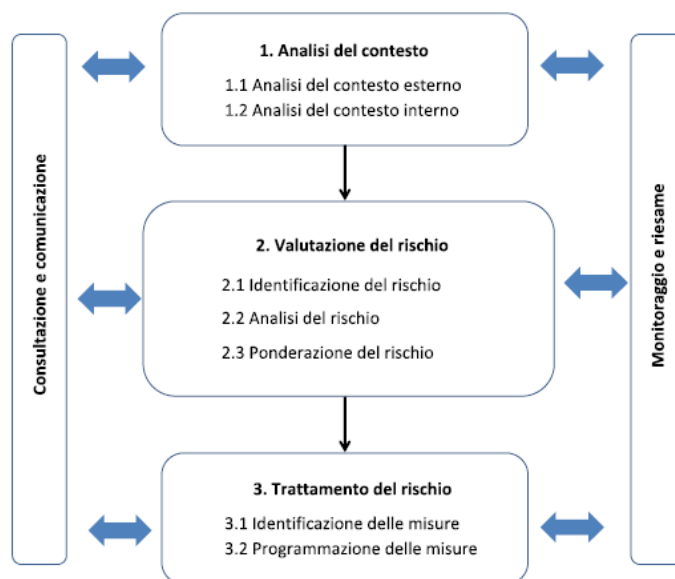 Consultazione e comunicazione
1. Analisi del contesto
1.1 Analisi del contesto esterno
1.2 Analisi del contesto interno
2. Valutazione del rischio
2.1 Identificazione del rischio
2.2 Analisi del rischio
2.3 Ponderazione del rischio
3. Trattamento del rischio
3.1 Identificazione delle misure
3.2 Programmazione delle misure
Monitoraggio e riesame